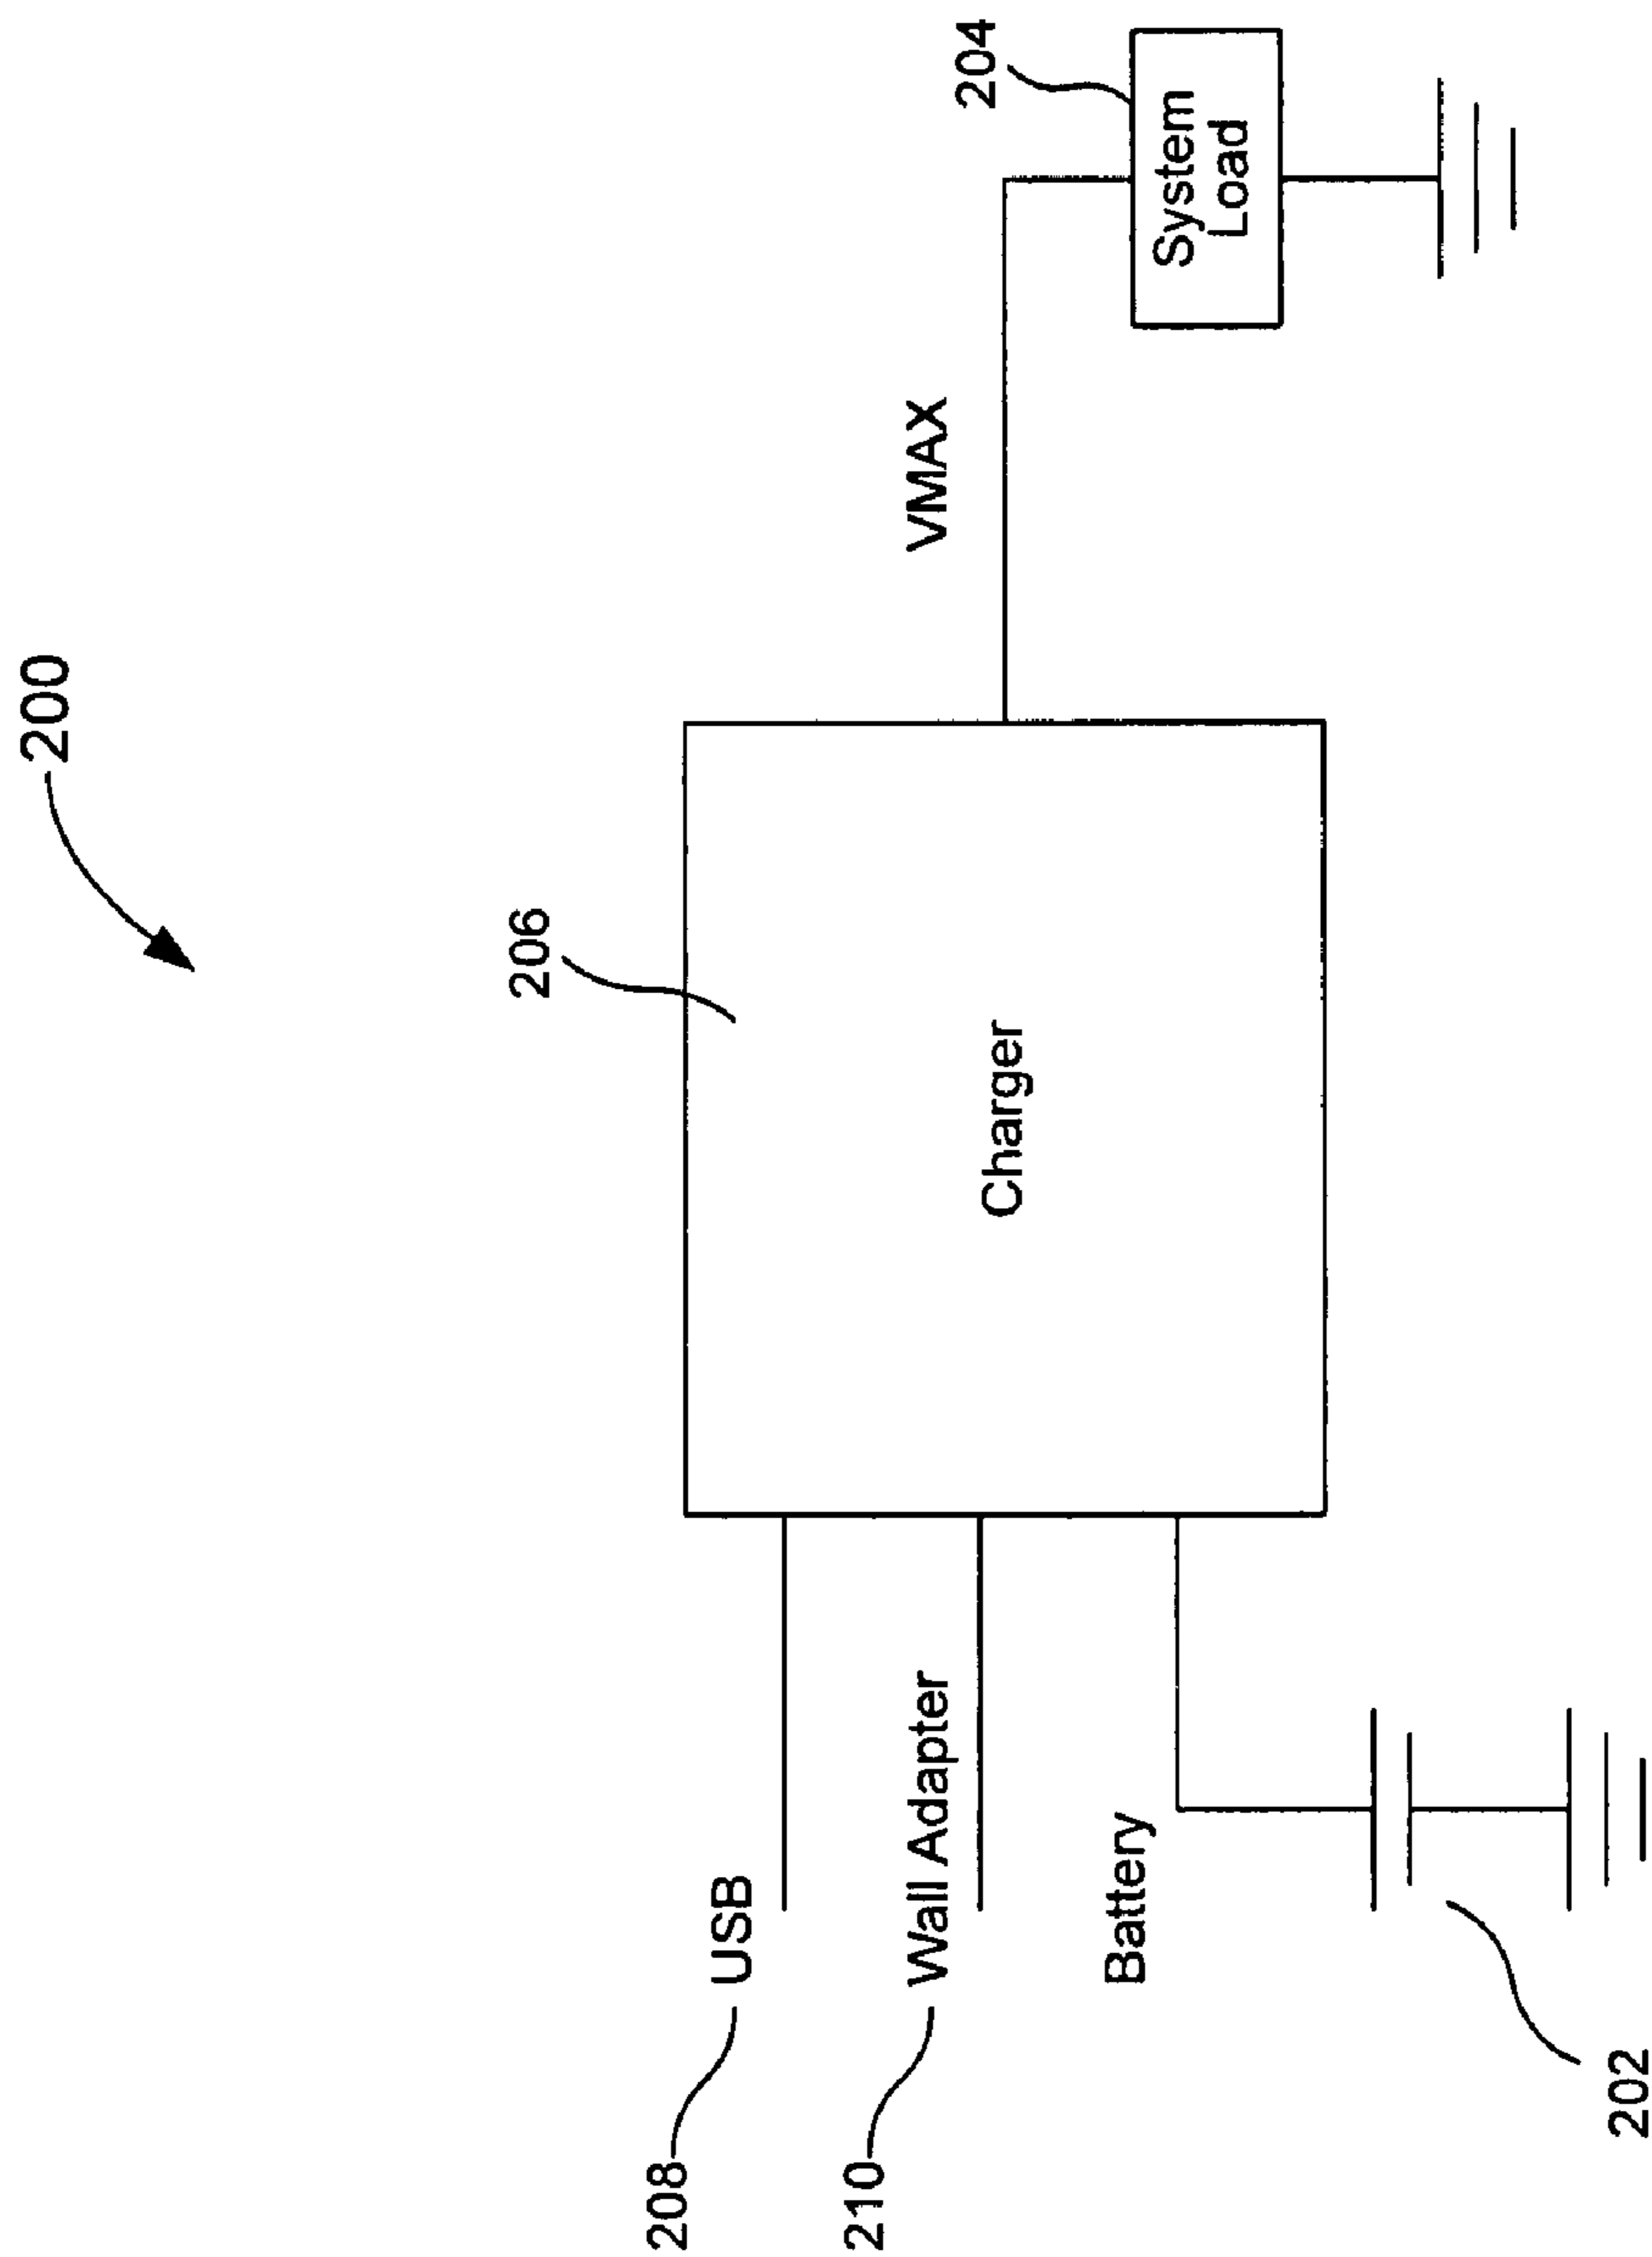 200
206
204
VMAX
System
Load
Charger
208
USB
210
Wall Adapter
Battery
202